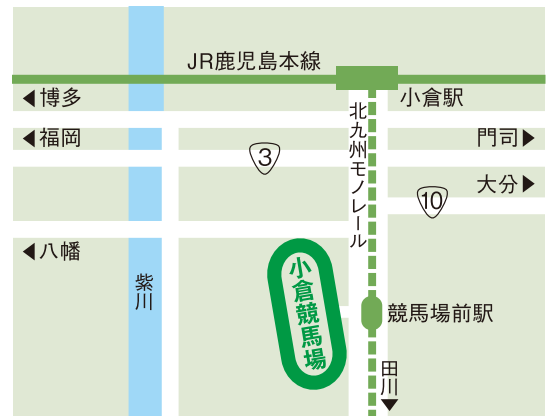 JR鹿児島本線
◀博多
小倉駅
◀福岡
門司▶
北九州モノレール
3
大分▶
10
◀八幡
紫川
小倉競馬場
競馬場前駅
田川▼